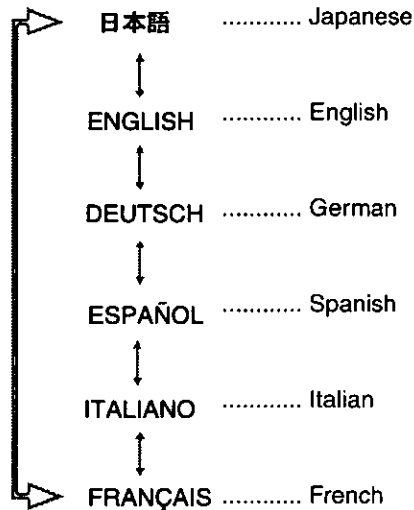 日本語 ............ Japanese
ENGLISH ............ English
DEUTSCH ............ German
ESPAÑOL ............ Spanish
ITALIANO ............ Italian
FRANÇAIS ............ French